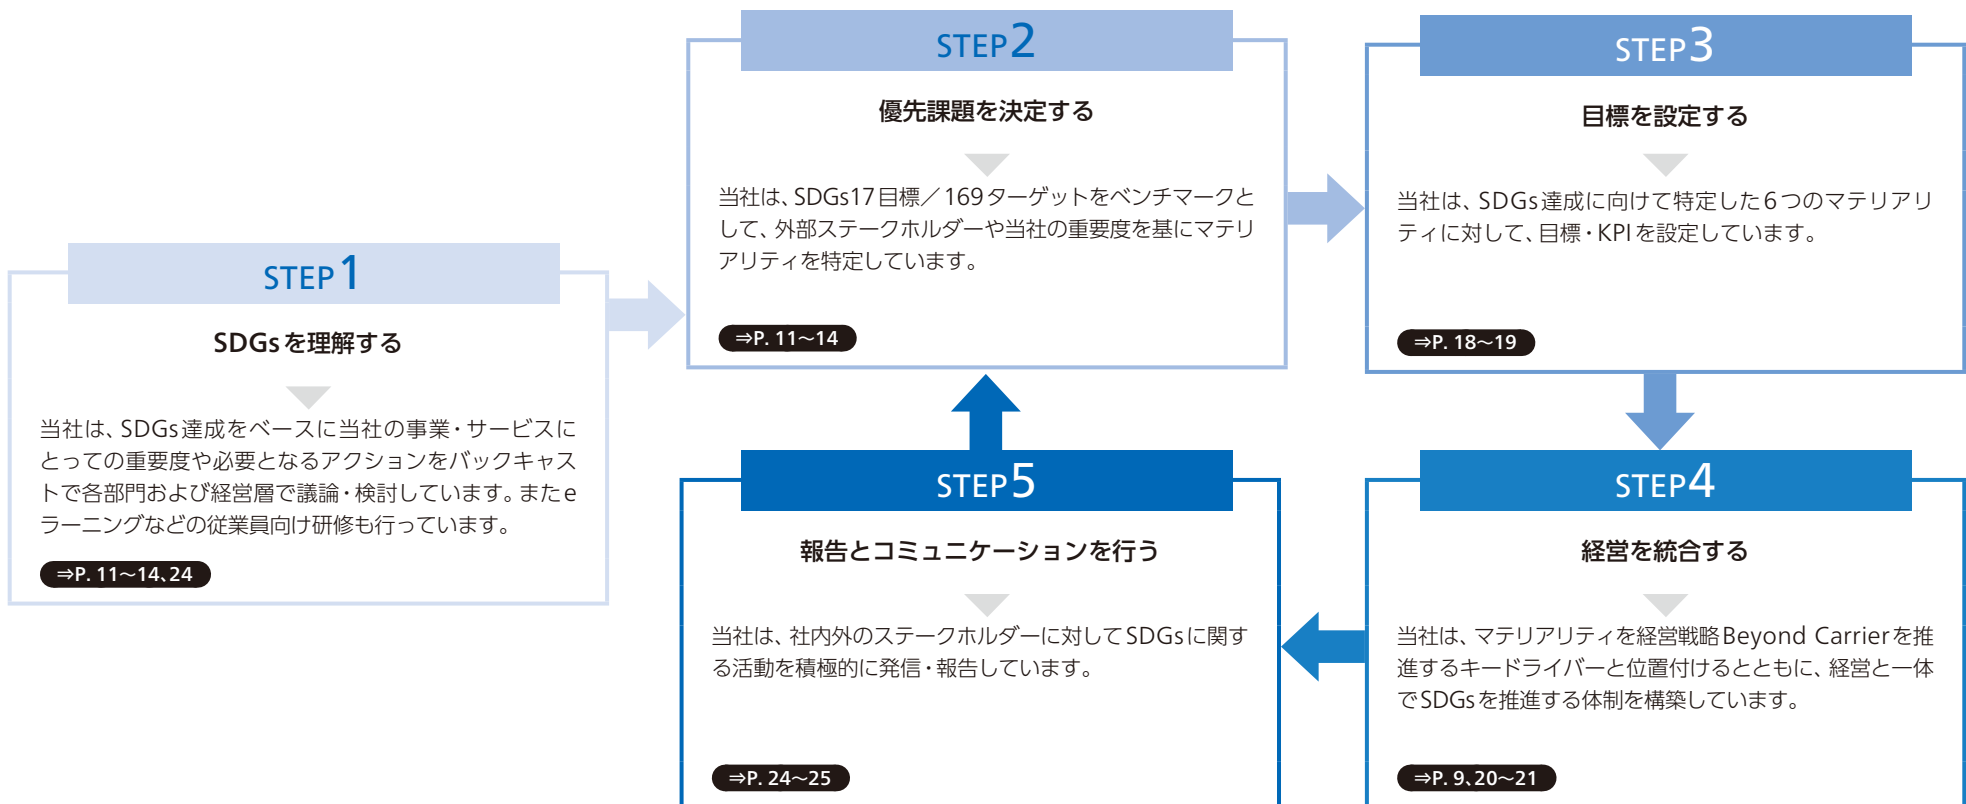 STEP1
SDGsを理解する
当社は、SDGs達成をベースに当社の事業・サービスに
とっての重要度や必要となるアクションをバックキャス
トで各部門および経営層で議論・検討しています。またe
ラーニングなどの従業員向け研修も行っています。
⇒P. 11〜14、24
STEP2
優先課題を決定する
当社は、SDGs17目標／169ターゲットをベンチマークと
して、外部ステークホルダーや当社の重要度を基にマテリ
アリティを特定しています。
⇒P. 11〜14
STEP3
目標を設定する
当社は、SDGs達成に向けて特定した6つのマテリアリ
ティに対して、目標・KPIを設定しています。
⇒P. 18〜19
STEP4
経営を統合する
当社は、マテリアリティを経営戦略Beyond Carrierを推
進するキードライバーと位置付けるとともに、経営と一体
でSDGsを推進する体制を構築しています。
⇒P. 9、20〜21
STEP5
報告とコミュニケーションを行う
当社は、社内外のステークホルダーに対してSDGsに関す
る活動を積極的に発信・報告しています。
⇒P. 24〜25